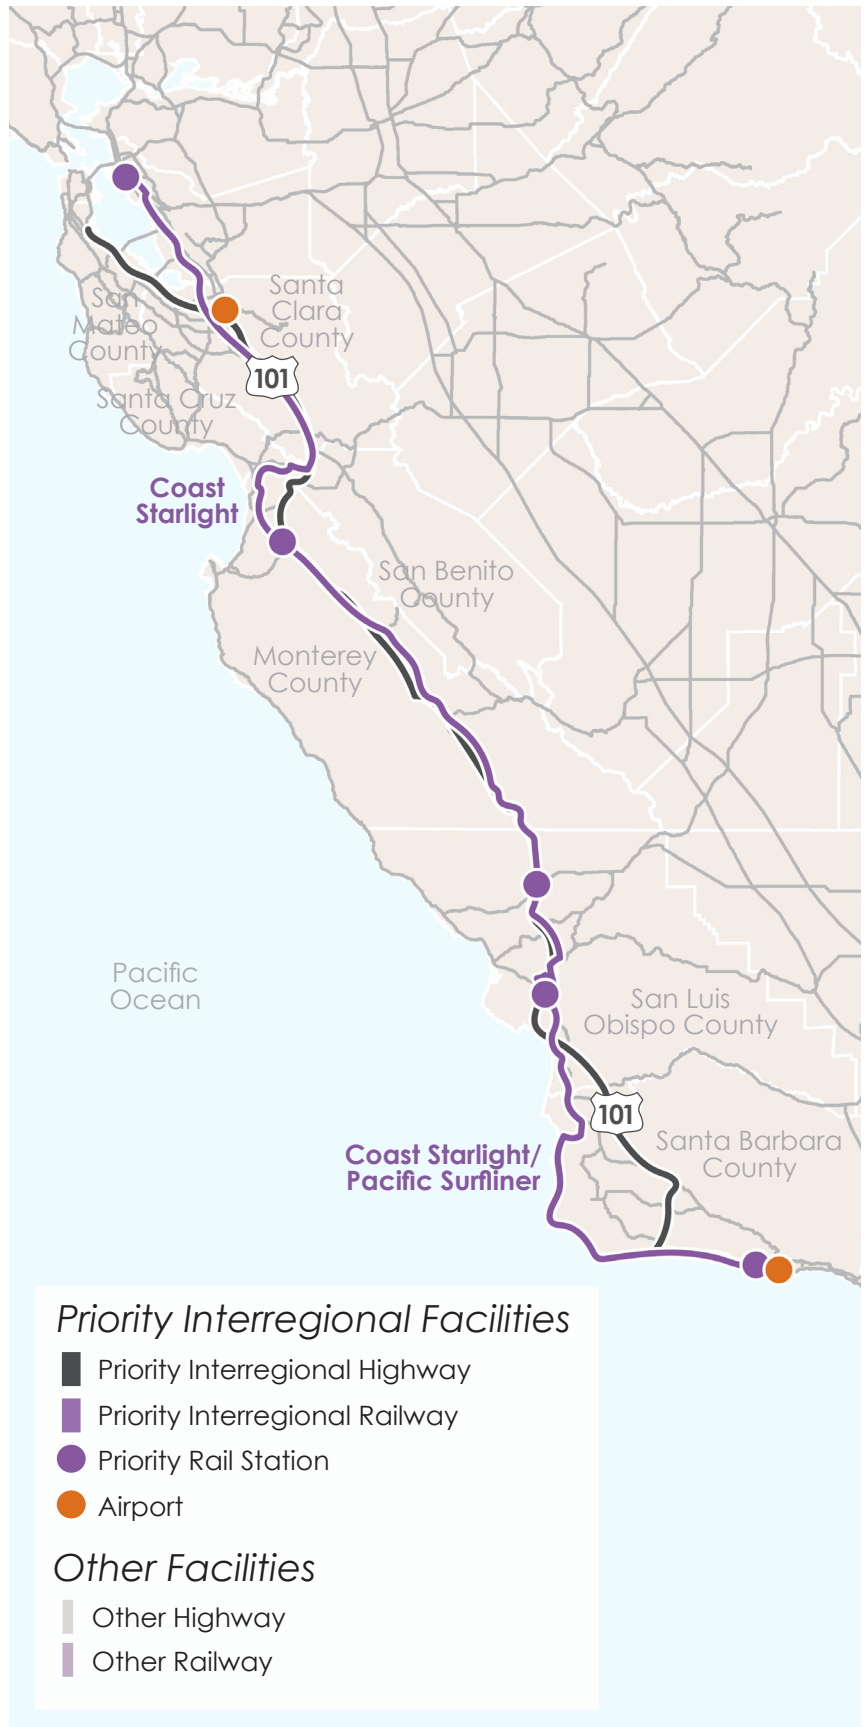 Santa
Clara
County
San
Mateo
County
101
Santa Cruz
County
Coast
Starlight
San Benito
County
Monterey
County
Pacific
Ocean
San Luis
Obispo County
101
Santa Barbara
County
Coast Starlight/
Pacific Surfliner
Priority Interregional Facilities
Priority Interregional Highway
Priority Interregional Railway
Priority Rail Station
Airport
Other Facilities
Other Highway
Other Railway